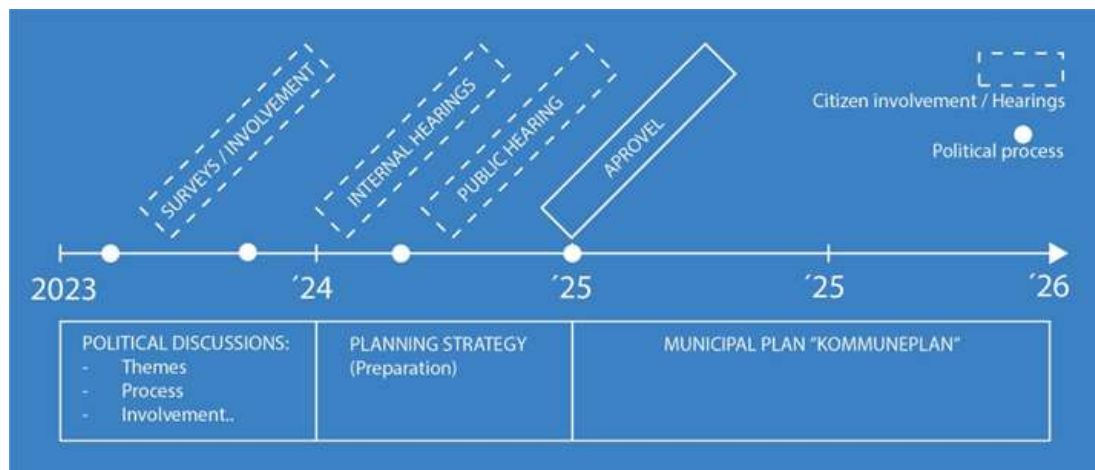 SURVEYS / INVOLVEMENT
INTERNAL HEARINGS
PUBLIC HEARING
APROVEL
Citizen involvement / Hearings
Political process
2023
´24
´25
´25
´26
POLITICAL DISCUSSIONS:
- Themes
- Process
- Involvement..
PLANNING STRATEGY
(Preparation)
MUNICIPAL PLAN "KOMMUNEPLAN"